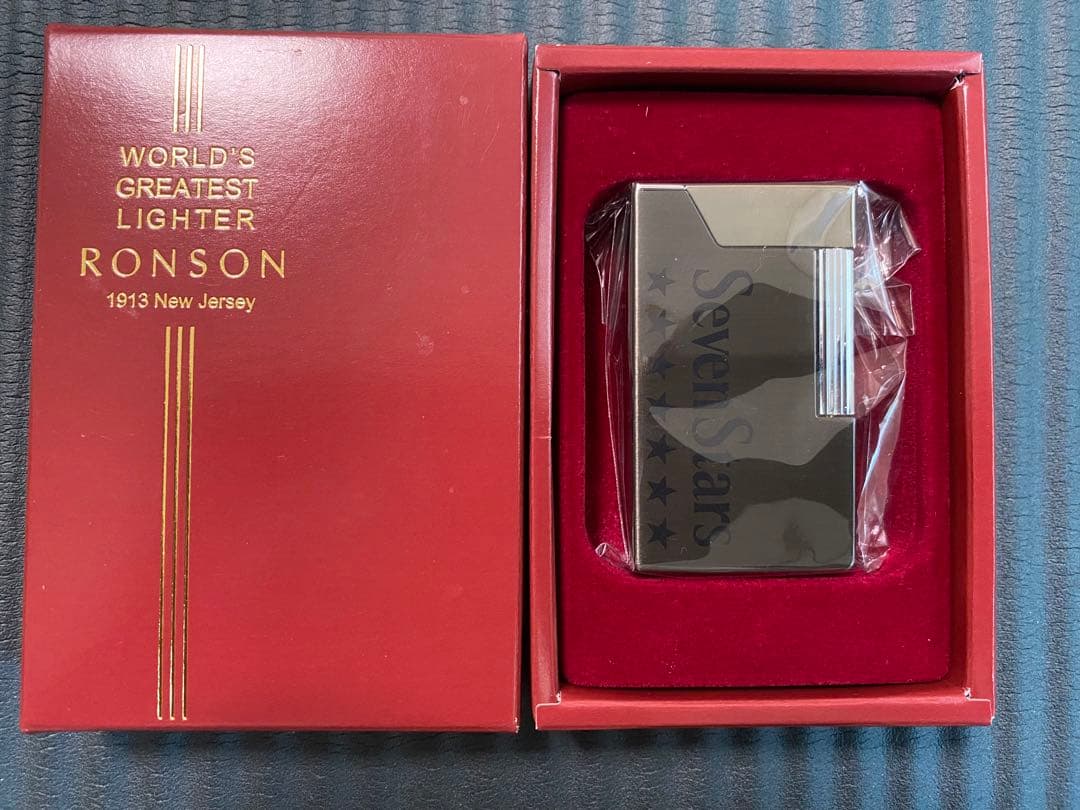 WORLD'S
GREATEST
LIGHTER
RONSON
1913 New Jersey
SevenStars
★★★★★★★